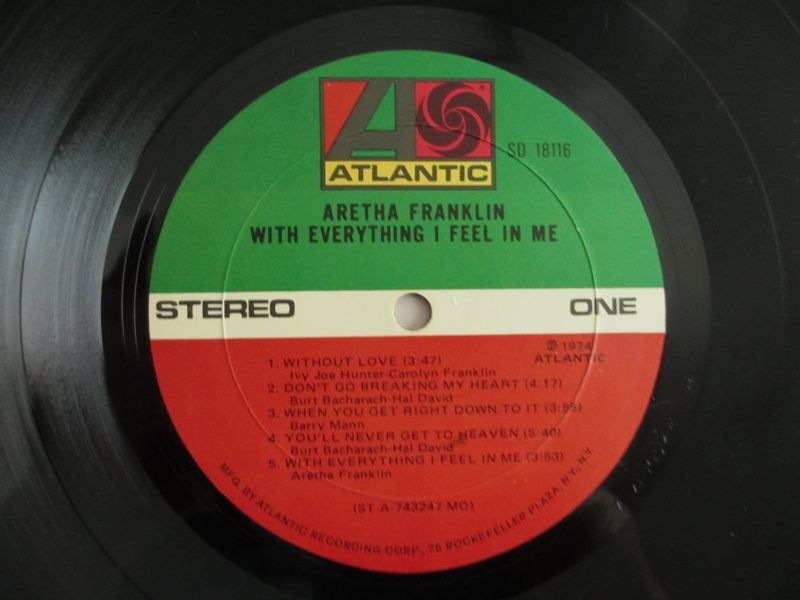 ATLANTIC
SD 18116
ARETHA FRANKLIN
WITH EVERYTHING I FEEL IN ME
STEREO
ONE
℗ 1974
ATLANTIC
1. WITHOUT LOVE (3:47)
Ivy Joe Hunter-Carolyn Franklin
2. DON'T GO BREAKING MY HEART (4:17)
Burt Bacharach-Hal David
3. WHEN YOU GET RIGHT DOWN TO IT (3:55)
Barry Mann
4. YOU'LL NEVER GET TO HEAVEN (5:40)
Burt Bacharach-Hal David
5. WITH EVERYTHING I FEEL IN ME (3:53)
Aretha Franklin
(ST-A-743247-MO)
MFG. BY ATLANTIC RECORDING CORP., 75 ROCKEFELLER PLAZA, N.Y., N.Y.